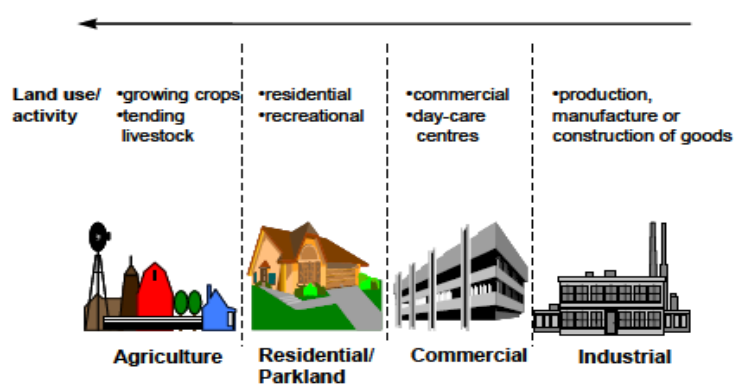 Land use/
activity
•growing crops
•tending
livestock
•residential
•recreational
•commercial
•day-care
centres
•production,
manufacture or
construction of goods
Agriculture
Residential/
Parkland
Commercial
Industrial